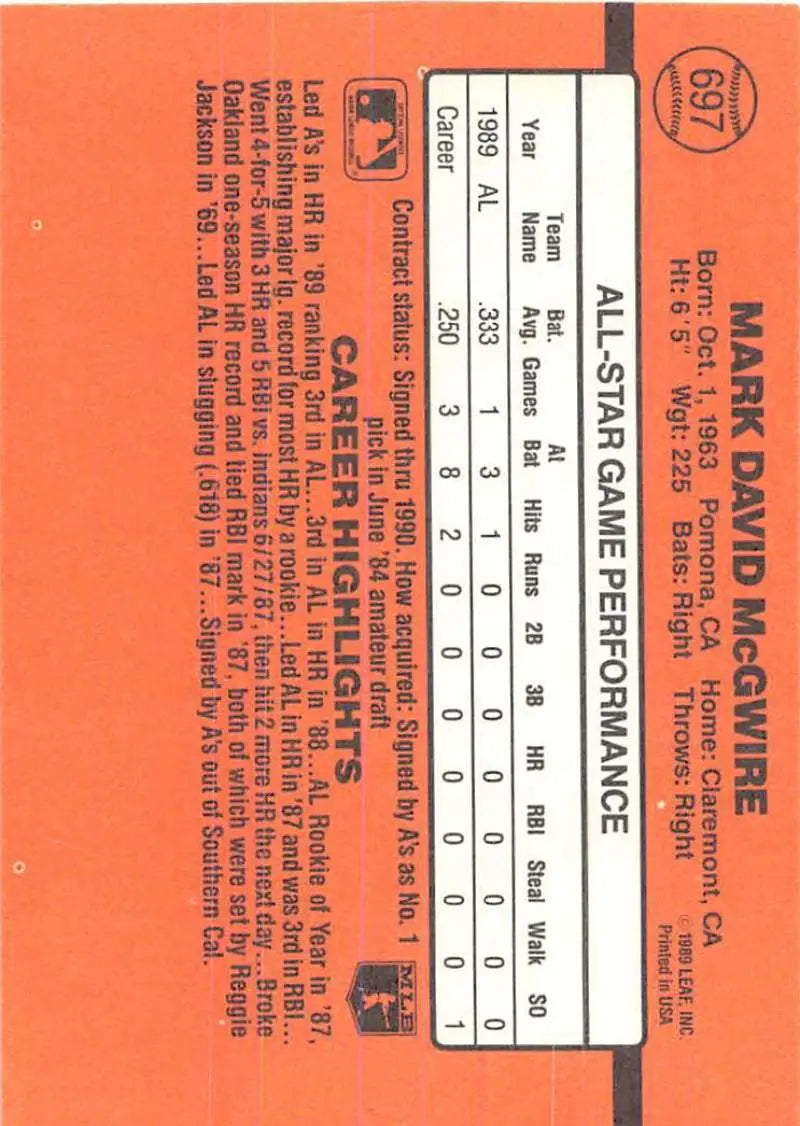 697
MARK DAVID McGWIRE
Born: Oct. 1, 1963 Pomona, CA Home: Claremont, CA
Ht: 6'5" Wgt: 225 Bats: Right Throws: Right
© 1989 LEAF, INC.
Printed in USA
ALL-STAR GAME PERFORMANCE
Team Bat. At
Year Name Avg. Games Bat Hits Runs 2B 3B HR RBI Steal Walk SO
1989 AL .333 1 3 1 0 0 0 0 0 0 0 0
Career .250 3 8 2 0 0 0 0 0 0 0 1
Contract status: Signed thru 1990. How acquired: Signed by A's as No. 1
pick in June '84 amateur draft
MLB
CAREER HIGHLIGHTS
Led A's in HR in '89 ranking 3rd in AL...3rd in AL in HR in '88...AL Rookie of Year in '87,
establishing major lg. record for most HR by a rookie...Led AL in HR in '87 and was 3rd in RBI...
Went 4-for-5 with 3 HR and 5 RBI vs. Indians 6/27/87, then hit 2 more HR the next day...Broke
Oakland one-season HR record and tied RBI mark in '87, both of which were set by Reggie
Jackson in '69...Led AL in slugging (.618) in '87...Signed by A's out of Southern Cal.